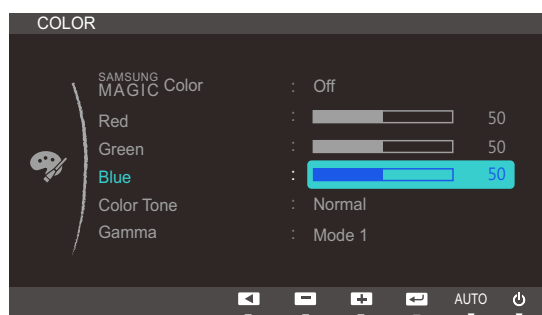 COLOR
SAMSUNG MAGIC Color : Off
Red : 50
Green : 50
Blue : 50
Color Tone : Normal
Gamma : Mode 1
AUTO